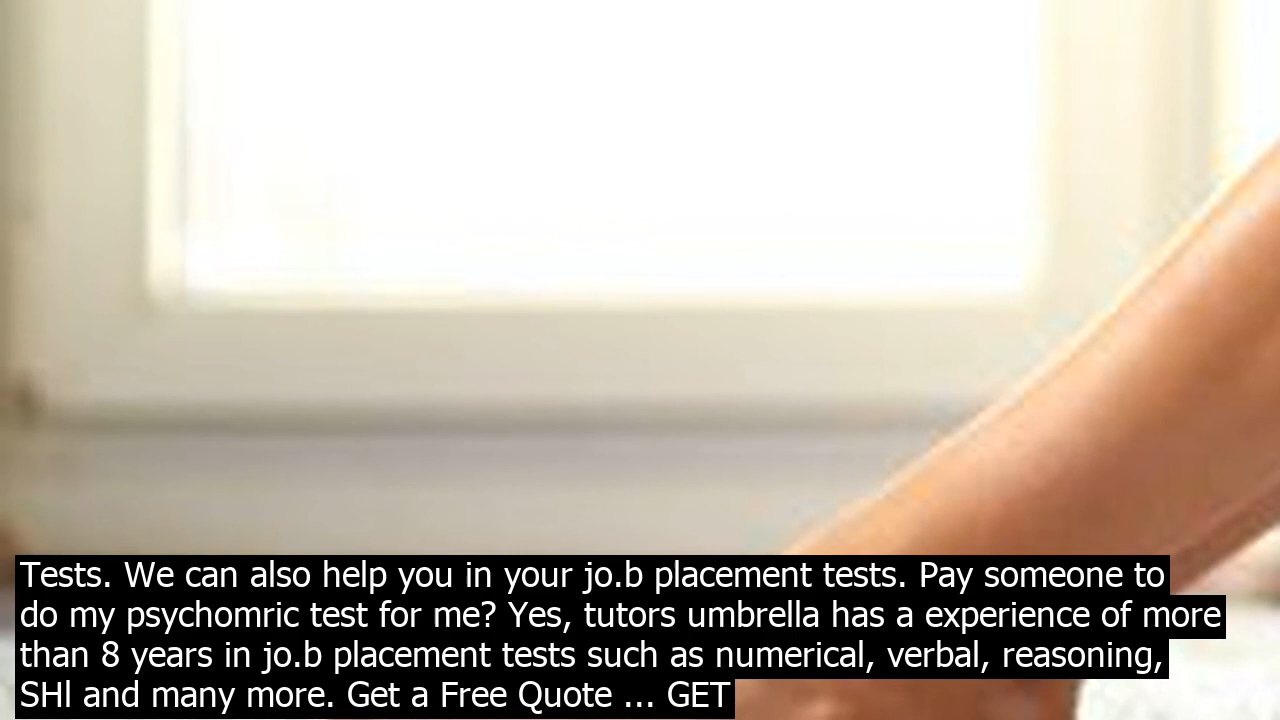 Tests. We can also help you in your jo.b placement tests. Pay someone to
do my psychomric test for me? Yes, tutors umbrella has a experience of more
than 8 years in jo.b placement tests such as numerical, verbal, reasoning,
SHl and many more. Get a Free Quote ... GET